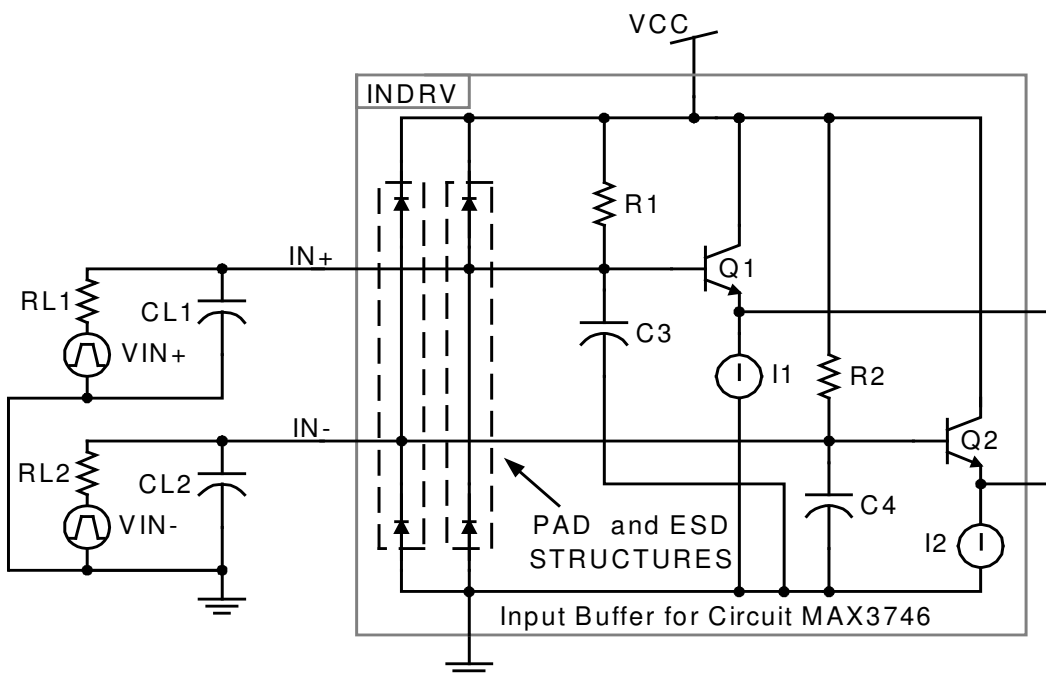 VCC
INDRV
R1
IN+
Q1
RL1
CL1
VIN+
C3
I1
R2
IN-
Q2
RL2
CL2
VIN-
C4
PAD and ESD
STRUCTURES
I2
Input Buffer for Circuit MAX3746